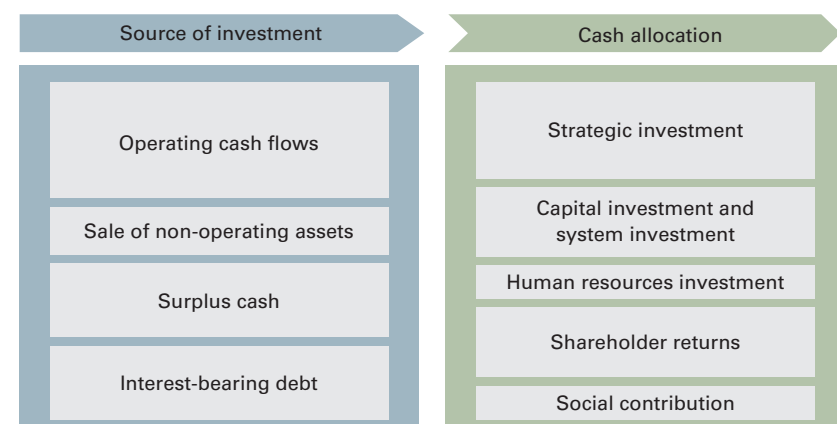 Source of investment
Operating cash flows
Sale of non-operating assets
Surplus cash
Interest-bearing debt
Cash allocation
Strategic investment
Capital investment and
system investment
Human resources investment
Shareholder returns
Social contribution